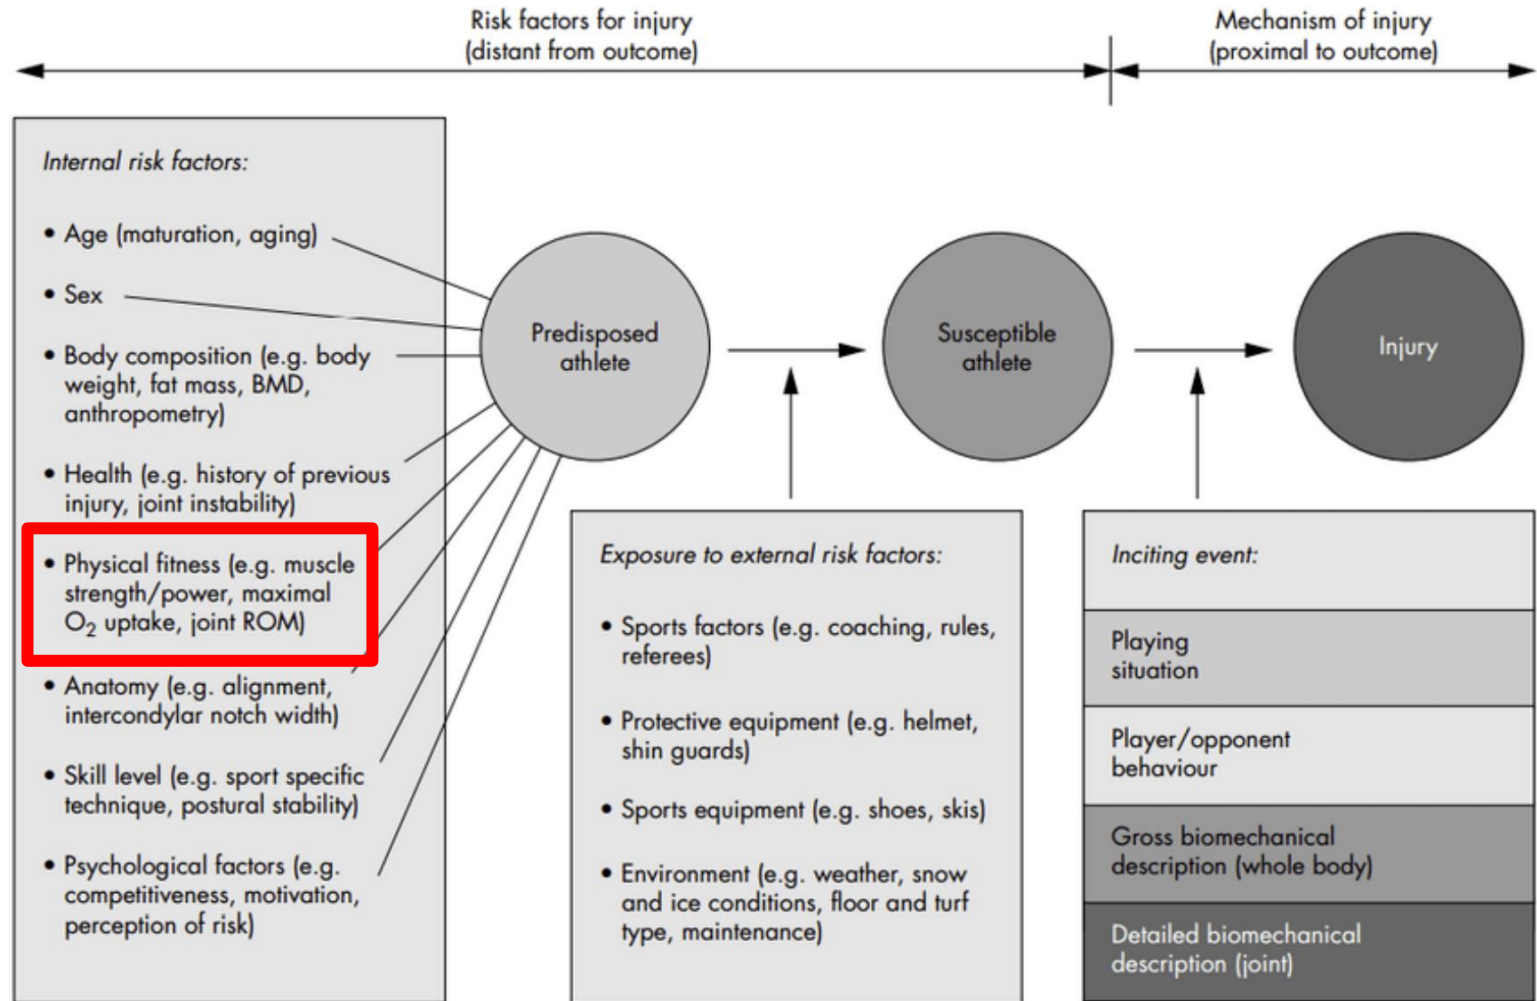 Risk factors for injury
(distant from outcome)
Mechanism of injury
(proximal to outcome)
Internal risk factors:
• Age (maturation, aging)
• Sex
• Body composition (e.g. body
weight, fat mass, BMD,
anthropometry)
• Health (e.g. history of previous
injury, joint instability)
• Physical fitness (e.g. muscle
strength/power, maximal
O₂ uptake, joint ROM)
• Anatomy (e.g. alignment,
intercondylar notch width)
• Skill level (e.g. sport specific
technique, postural stability)
• Psychological factors (e.g.
competitiveness, motivation,
perception of risk)
Predisposed
athlete
Susceptible
athlete
Injury
Exposure to external risk factors:
• Sports factors (e.g. coaching, rules,
referees)
• Protective equipment (e.g. helmet,
shin guards)
• Sports equipment (e.g. shoes, skis)
• Environment (e.g. weather, snow
and ice conditions, floor and turf
type, maintenance)
Inciting event:
Playing
situation
Player/opponent
behaviour
Gross biomechanical
description (whole body)
Detailed biomechanical
description (joint)